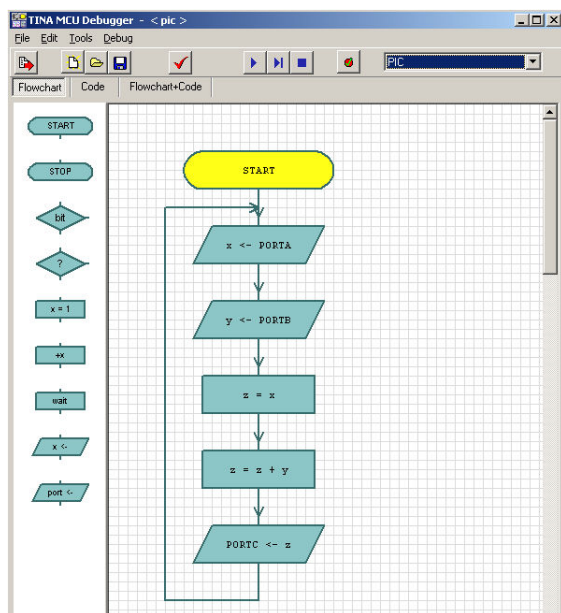 TINA MCU Debugger - < pic >
File Edit Tools Debug
PIC
Flowchart Code Flowchart+Code
START
STOP
bit
?
x = 1
+x
wait
x <-
port <-
START
x <- PORTA
y <- PORTB
z = x
z = z + y
PORTC <- z